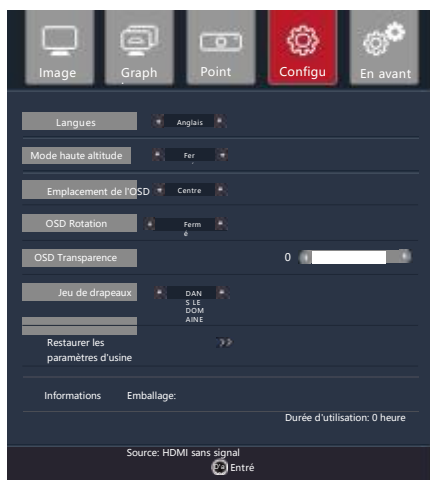 Image
Graph
Point
Configu
En avant
Langues
Anglais
Mode haute altitude
Fer
Emplacement de l'OSD
Centre
OSD Rotation
Ferm
é
OSD Transparence
0
Jeu de drapeaux
DAN
S LE
DOM
AINE
Restaurer les
paramètres d'usine
Informations
Emballage:
Durée d'utilisation: 0 heure
Source: HDMI sans signal
Entré